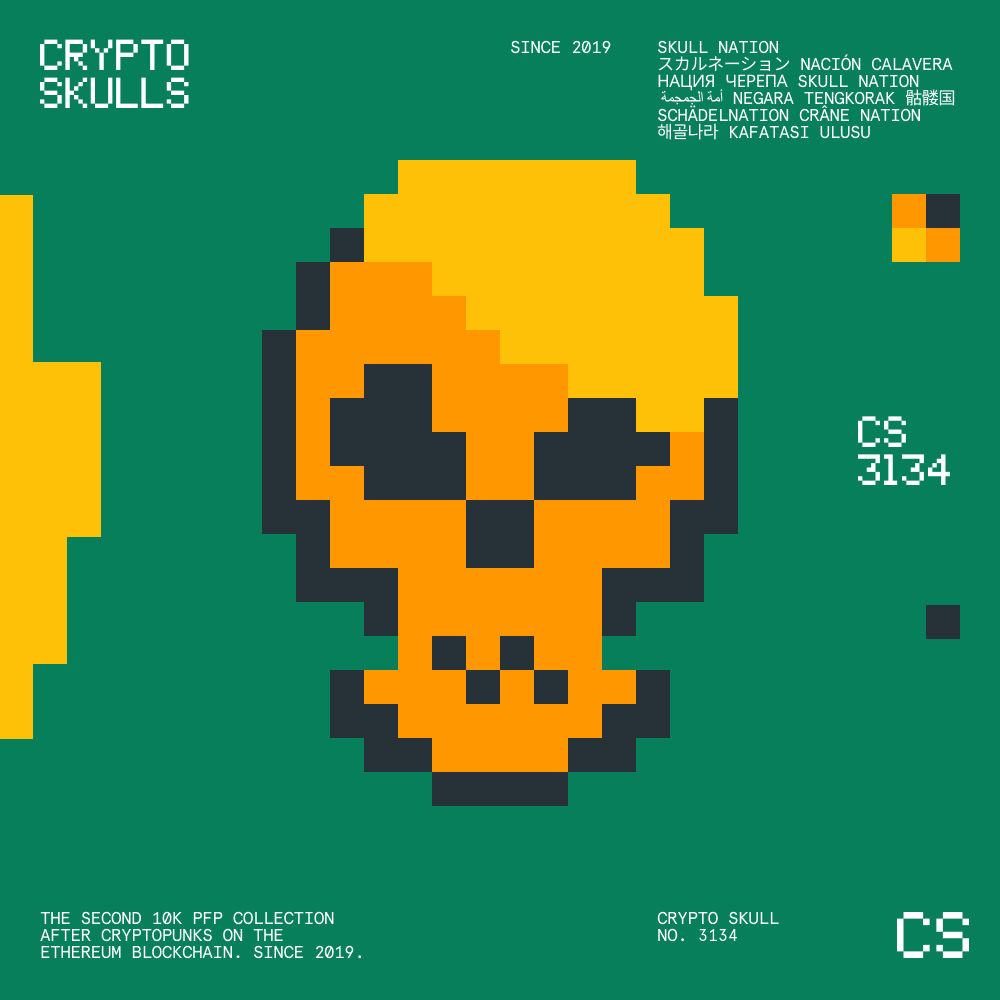 CRYPTO
SKULLS
SINCE 2019
SKULL NATION
スカルネーション NACIÓN CALAVERA
НАЦИЯ ЧЕРЕПА SKULL NATION
أمة الجمجمة NEGARA TENGKORAK 骷髅国
SCHÄDELNATION CRÂNE NATION
해골나라 KAFATASI ULUSU
CS
3134
THE SECOND 10K PFP COLLECTION
AFTER CRYPTOPUNKS ON THE
ETHEREUM BLOCKCHAIN. SINCE 2019.
CRYPTO SKULL
NO. 3134
CS